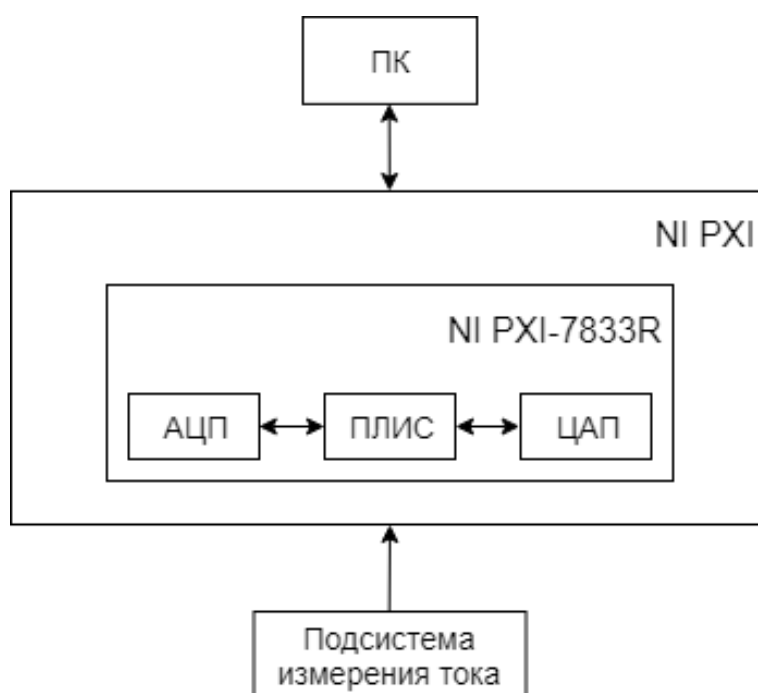 ПК
NI PXI
NI PXI-7833R
АЦП
ПЛИС
ЦАП
Подсистема
измерения тока